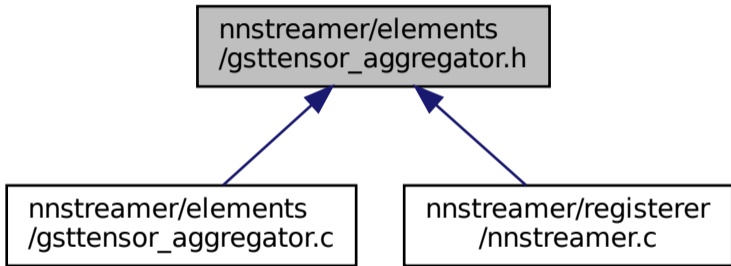 nnstreamer/elements
/gsttensor_aggregator.h
nnstreamer/elements
/gsttensor_aggregator.c
nnstreamer/registerer
/nnstreamer.c